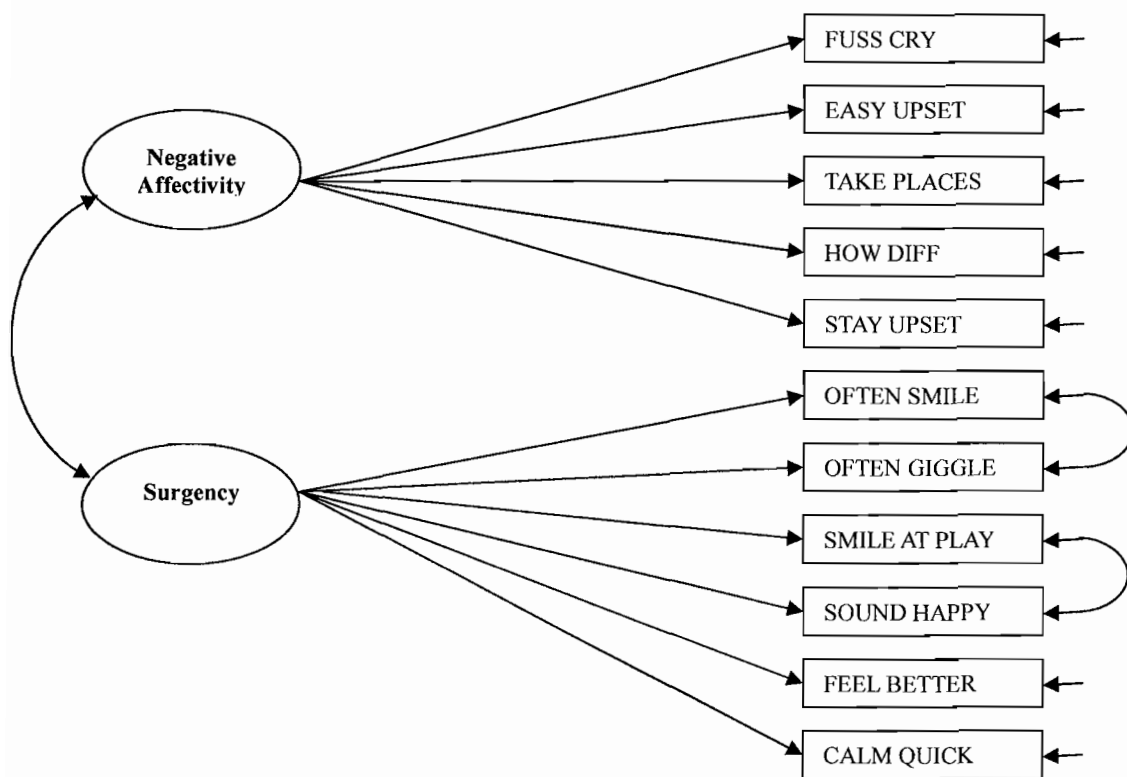 FUSS CRY
EASY UPSET
Negative
Affectivity
TAKE PLACES
HOW DIFF
STAY UPSET
OFTEN SMILE
OFTEN GIGGLE
Surgency
SMILE AT PLAY
SOUND HAPPY
FEEL BETTER
CALM QUICK